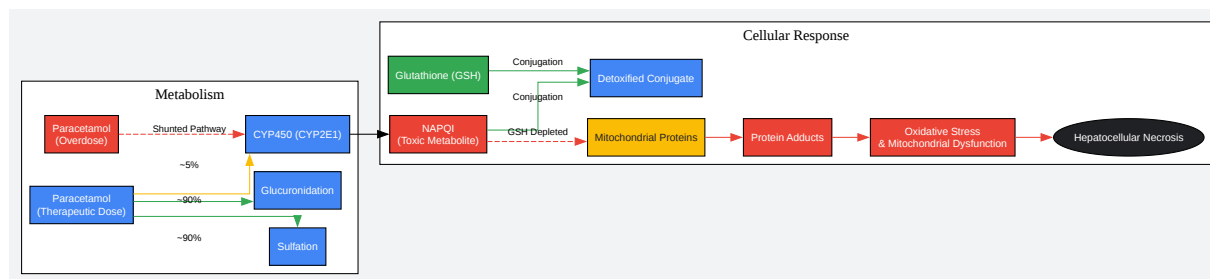 Metabolism
Paracetamol
(Overdose)
Shunted Pathway
CYP450 (CYP2E1)
~5%
Paracetamol
(Therapeutic Dose)
~90%
Glucuronidation
~90%
Sulfation
Cellular Response
Glutathione (GSH)
Conjugation
Detoxified Conjugate
Conjugation
NAPQI
(Toxic Metabolite)
GSH Depleted
Mitochondrial Proteins
Protein Adducts
Oxidative Stress
& Mitochondrial Dysfunction
Hepatocellular Necrosis